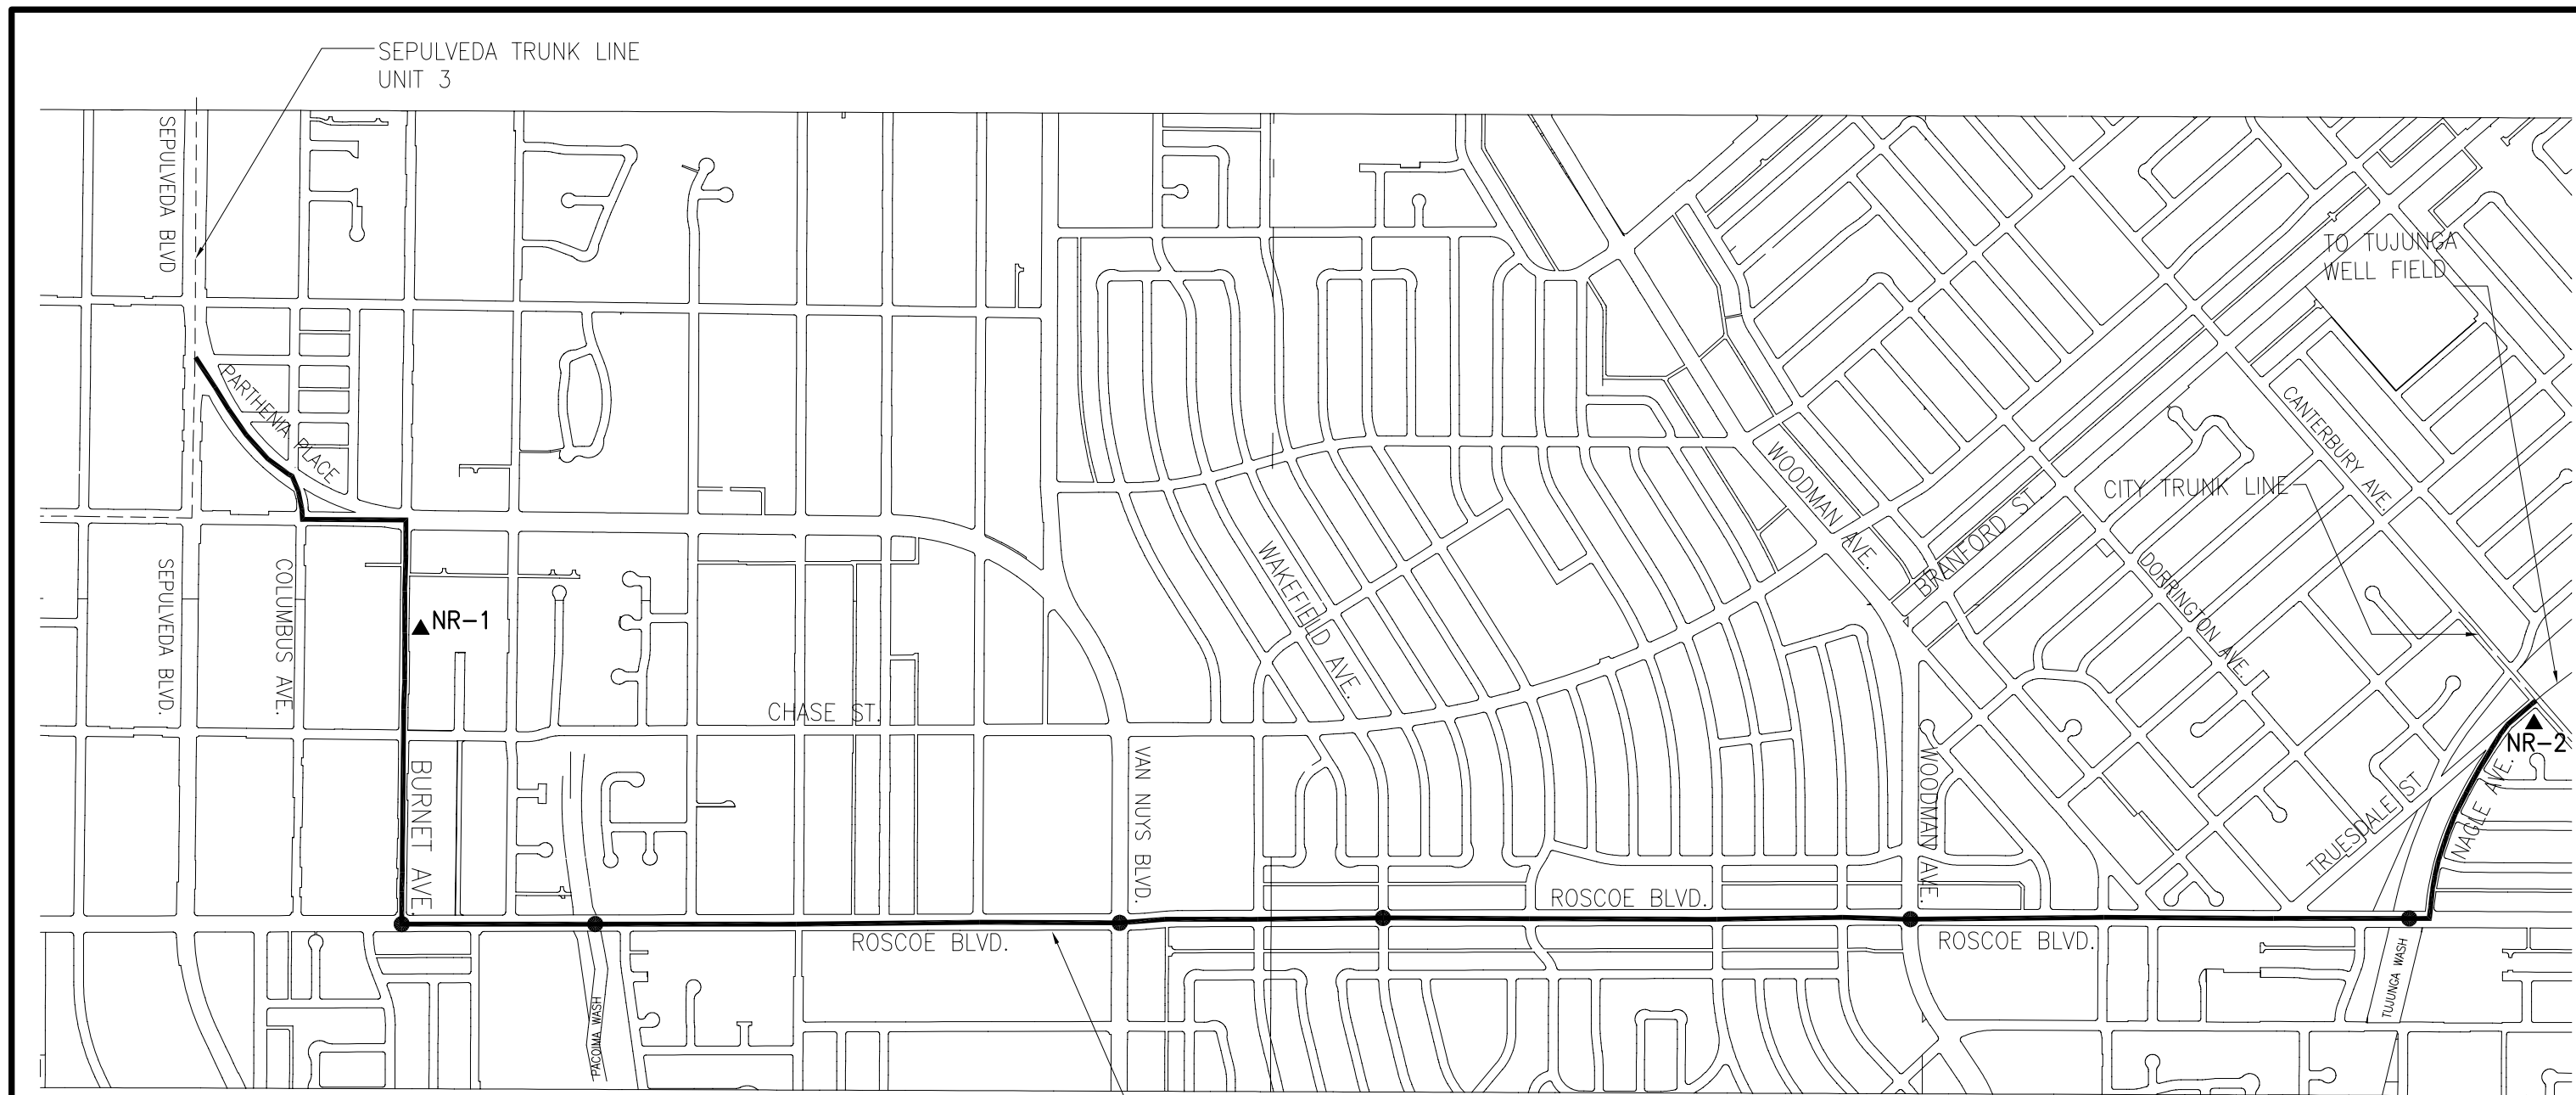 SEPULVEDA TRUNK LINE
UNIT 3
SEPULVEDA BLVD
TO TUJUNGA
WELL FIELD
PARTHENIA PLACE
CANTERBURY AVE.
WOODMAN AVE.
CITY TRUNK LINE
BRANFORD ST.
WAKEFIELD AVE.
DORRINGTON AVE.
SEPULVEDA BLVD.
COLUMBUS AVE.
NR-1
CHASE ST.
NR-2
BURNET AVE.
VAN NUYS BLVD.
WOODMAN AVE.
TRUESDALE ST
NAGLE AVE.
ROSCOE BLVD.
ROSCOE BLVD.
ROSCOE BLVD.
PACOIMA WASH
TUJUNGA WASH